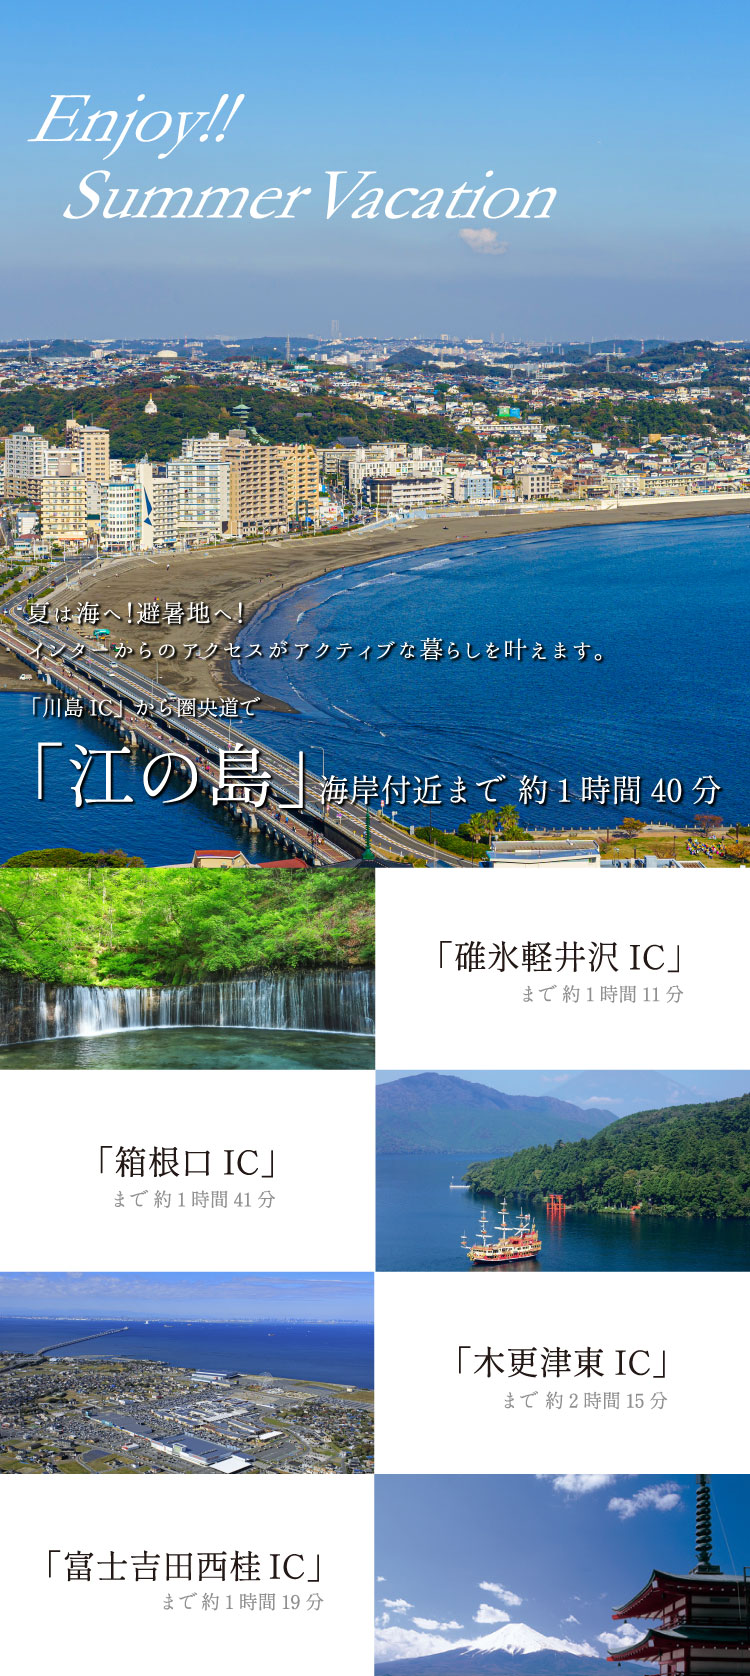 Enjoy!!
Summer Vacation
夏は海へ！避暑地へ！
インターからのアクセスがアクティブな暮らしを叶えます。
「川島 IC」から圏央道で
「江の島」海岸付近まで 約 1 時間 40 分
「碓氷軽井沢 IC」
まで 約 1 時間 11 分
「箱根口 IC」
まで 約 1 時間 41 分
「木更津東 IC」
まで 約 2 時間 15 分
「富士吉田西桂 IC」
まで 約 1 時間 19 分